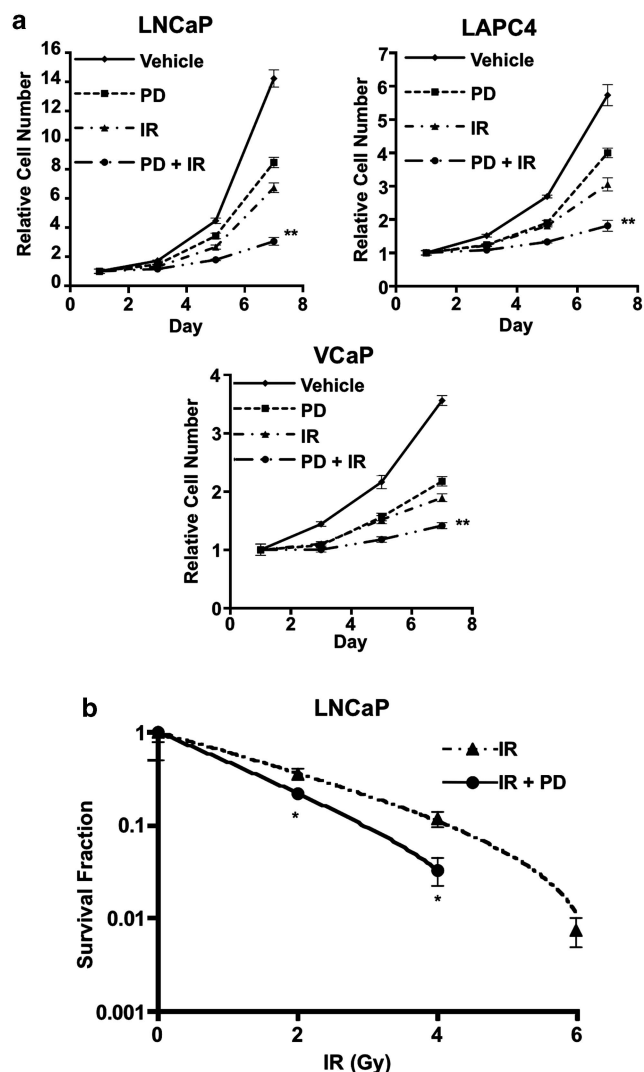 a
LNCaP
Relative Cell Number
16
14
12
10
8
6
4
2
0
Vehicle
PD
IR
PD + IR
**
0 2 4 6 8
Day
LAPC4
Relative Cell Number
7
6
5
4
3
2
1
0
Vehicle
PD
IR
PD + IR
**
0 2 4 6 8
Day
VCaP
Relative Cell Number
4
3
2
1
0
Vehicle
PD
IR
PD + IR
**
0 2 4 6 8
Day
b
LNCaP
Survival Fraction
1
0.1
0.01
0.001
IR
IR + PD
*
*
0 2 4 6
IR (Gy)